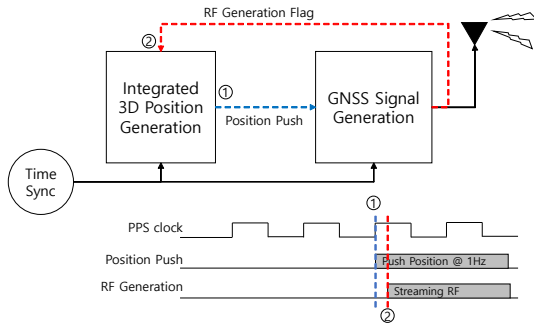 RF Generation Flag
②
Integrated
3D Position
Generation
①
Position Push
GNSS Signal
Generation
Time
Sync
①
PPS clock
Position Push
Push Position @ 1Hz
RF Generation
Streaming RF
②